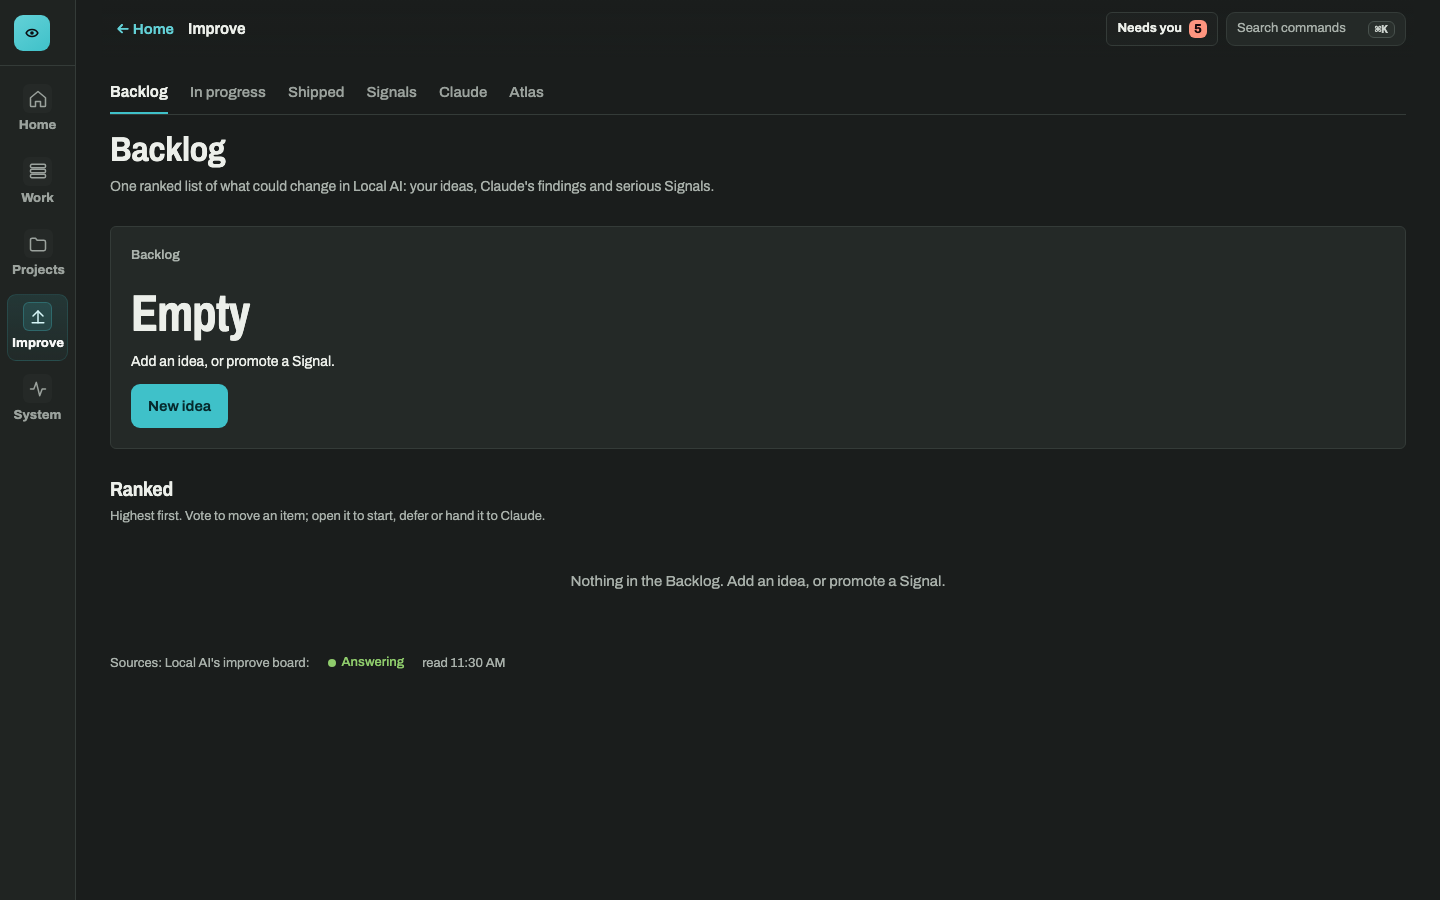 ← Home Improve Needs you 5 Search commands ⌘K
Backlog In progress Shipped Signals Claude Atlas
Home
Work
Projects
Improve
System
Backlog
One ranked list of what could change in Local AI: your ideas, Claude's findings and serious Signals.
Backlog
Empty
Add an idea, or promote a Signal.
New idea
Ranked
Highest first. Vote to move an item; open it to start, defer or hand it to Claude.
Nothing in the Backlog. Add an idea, or promote a Signal.
Sources: Local AI's improve board: Answering read 11:30 AM